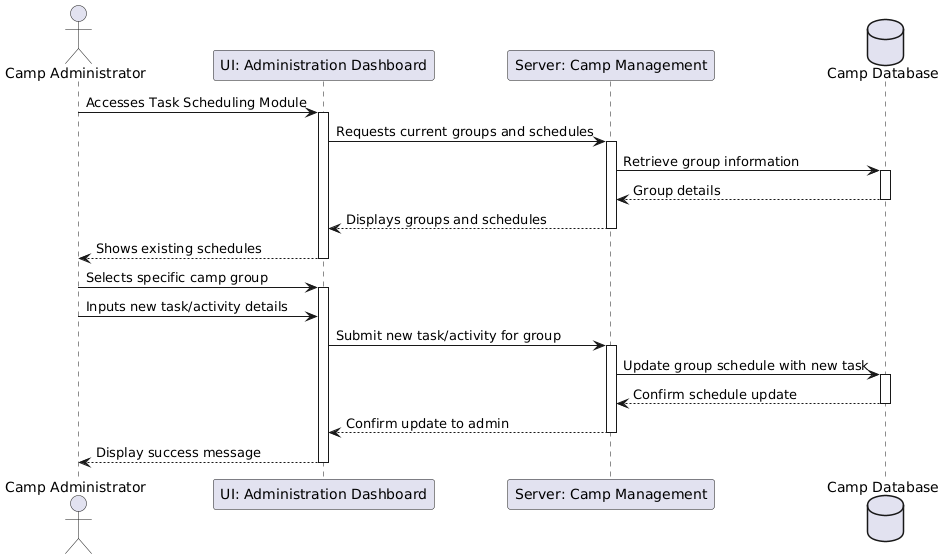 Camp Administrator
UI: Administration Dashboard
Server: Camp Management
Camp Database
Accesses Task Scheduling Module
Requests current groups and schedules
Retrieve group information
Group details
Displays groups and schedules
Shows existing schedules
Selects specific camp group
Inputs new task/activity details
Submit new task/activity for group
Update group schedule with new task
Confirm schedule update
Confirm update to admin
Display success message
Camp Administrator
UI: Administration Dashboard
Server: Camp Management
Camp Database